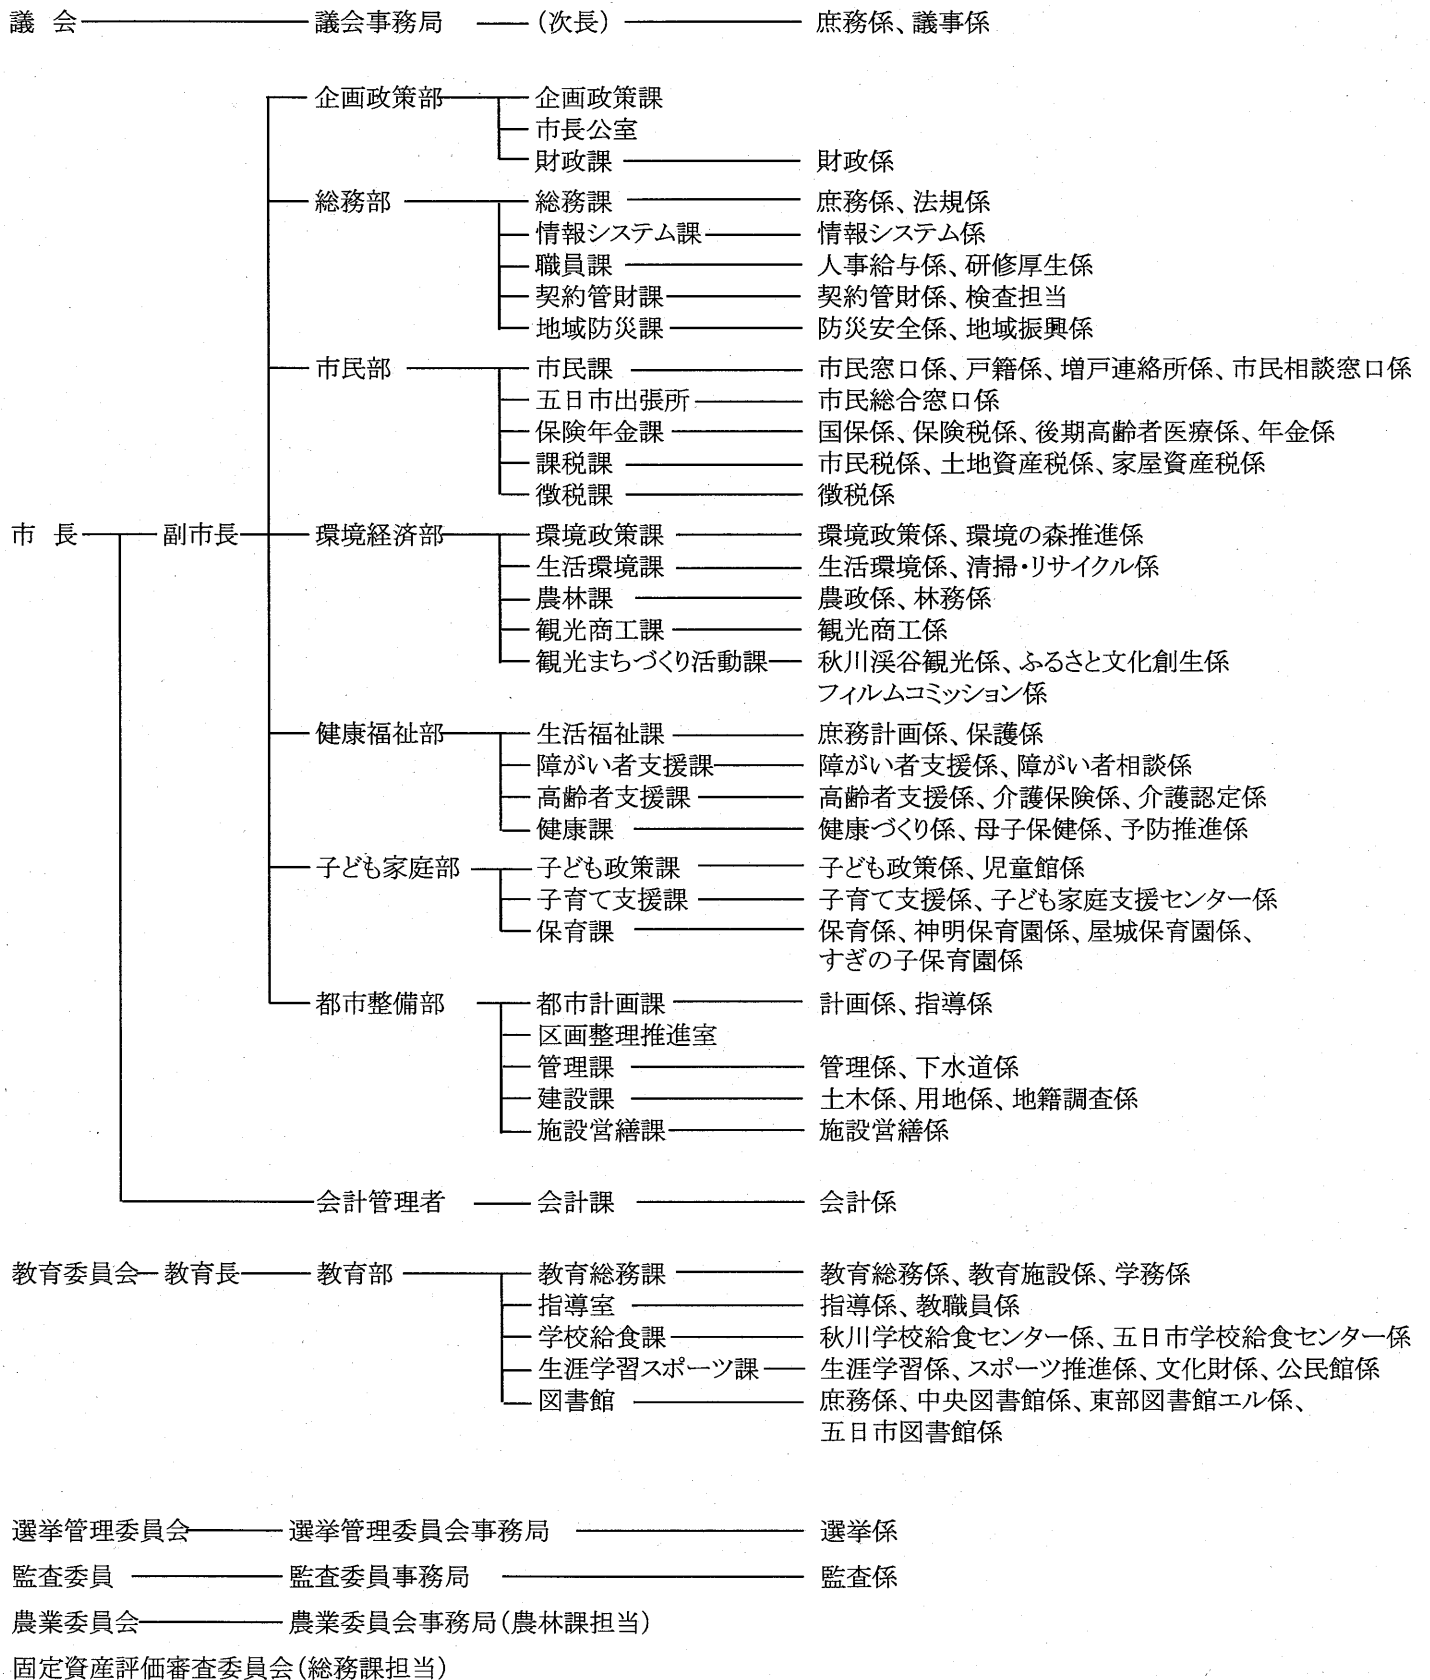 議 会 議会事務局 (次長) 庶務係、議事係
企画政策部 企画政策課
市長公室
財政課 財政係
総務部 総務課 庶務係、法規係
情報システム課 情報システム係
職員課 人事給与係、研修厚生係
契約管財課 契約管財係、検査担当
地域防災課 防災安全係、地域振興係
市民部 市民課 市民窓口係、戸籍係、増戸連絡所係、市民相談窓口係
五日市出張所 市民総合窓口係
保険年金課 国保係、保険税係、後期高齢者医療係、年金係
課税課 市民税係、土地資産税係、家屋資産税係
徴税課 徴税係
市 長 副市長 環境経済部 環境政策課 環境政策係、環境の森推進係
生活環境課 生活環境係、清掃・リサイクル係
農林課 農政係、林務係
観光商工課 観光商工係
観光まちづくり活動課 秋川渓谷観光係、ふるさと文化創生係
フィルムコミッション係
健康福祉部 生活福祉課 庶務計画係、保護係
障がい者支援課 障がい者支援係、障がい者相談係
高齢者支援課 高齢者支援係、介護保険係、介護認定係
健康課 健康づくり係、母子保健係、予防推進係
子ども家庭部 子ども政策課 子ども政策係、児童館係
子育て支援課 子育て支援係、子ども家庭支援センター係
保育課 保育係、神明保育園係、屋城保育園係、
すぎの子保育園係
都市整備部 都市計画課 計画係、指導係
区画整理推進室
管理課 管理係、下水道係
建設課 土木係、用地係、地籍調査係
施設営繕課 施設営繕係
会計管理者 会計課 会計係
教育委員会 教育長 教育部 教育総務課 教育総務係、教育施設係、学務係
指導室 指導係、教職員係
学校給食課 秋川学校給食センター係、五日市学校給食センター係
生涯学習スポーツ課 生涯学習係、スポーツ推進係、文化財係、公民館係
図書館 庶務係、中央図書館係、東部図書館エル係、
五日市図書館係
選挙管理委員会 選挙管理委員会事務局 選挙係
監査委員 監査委員事務局 監査係
農業委員会 農業委員会事務局(農林課担当)
固定資産評価審査委員会(総務課担当)